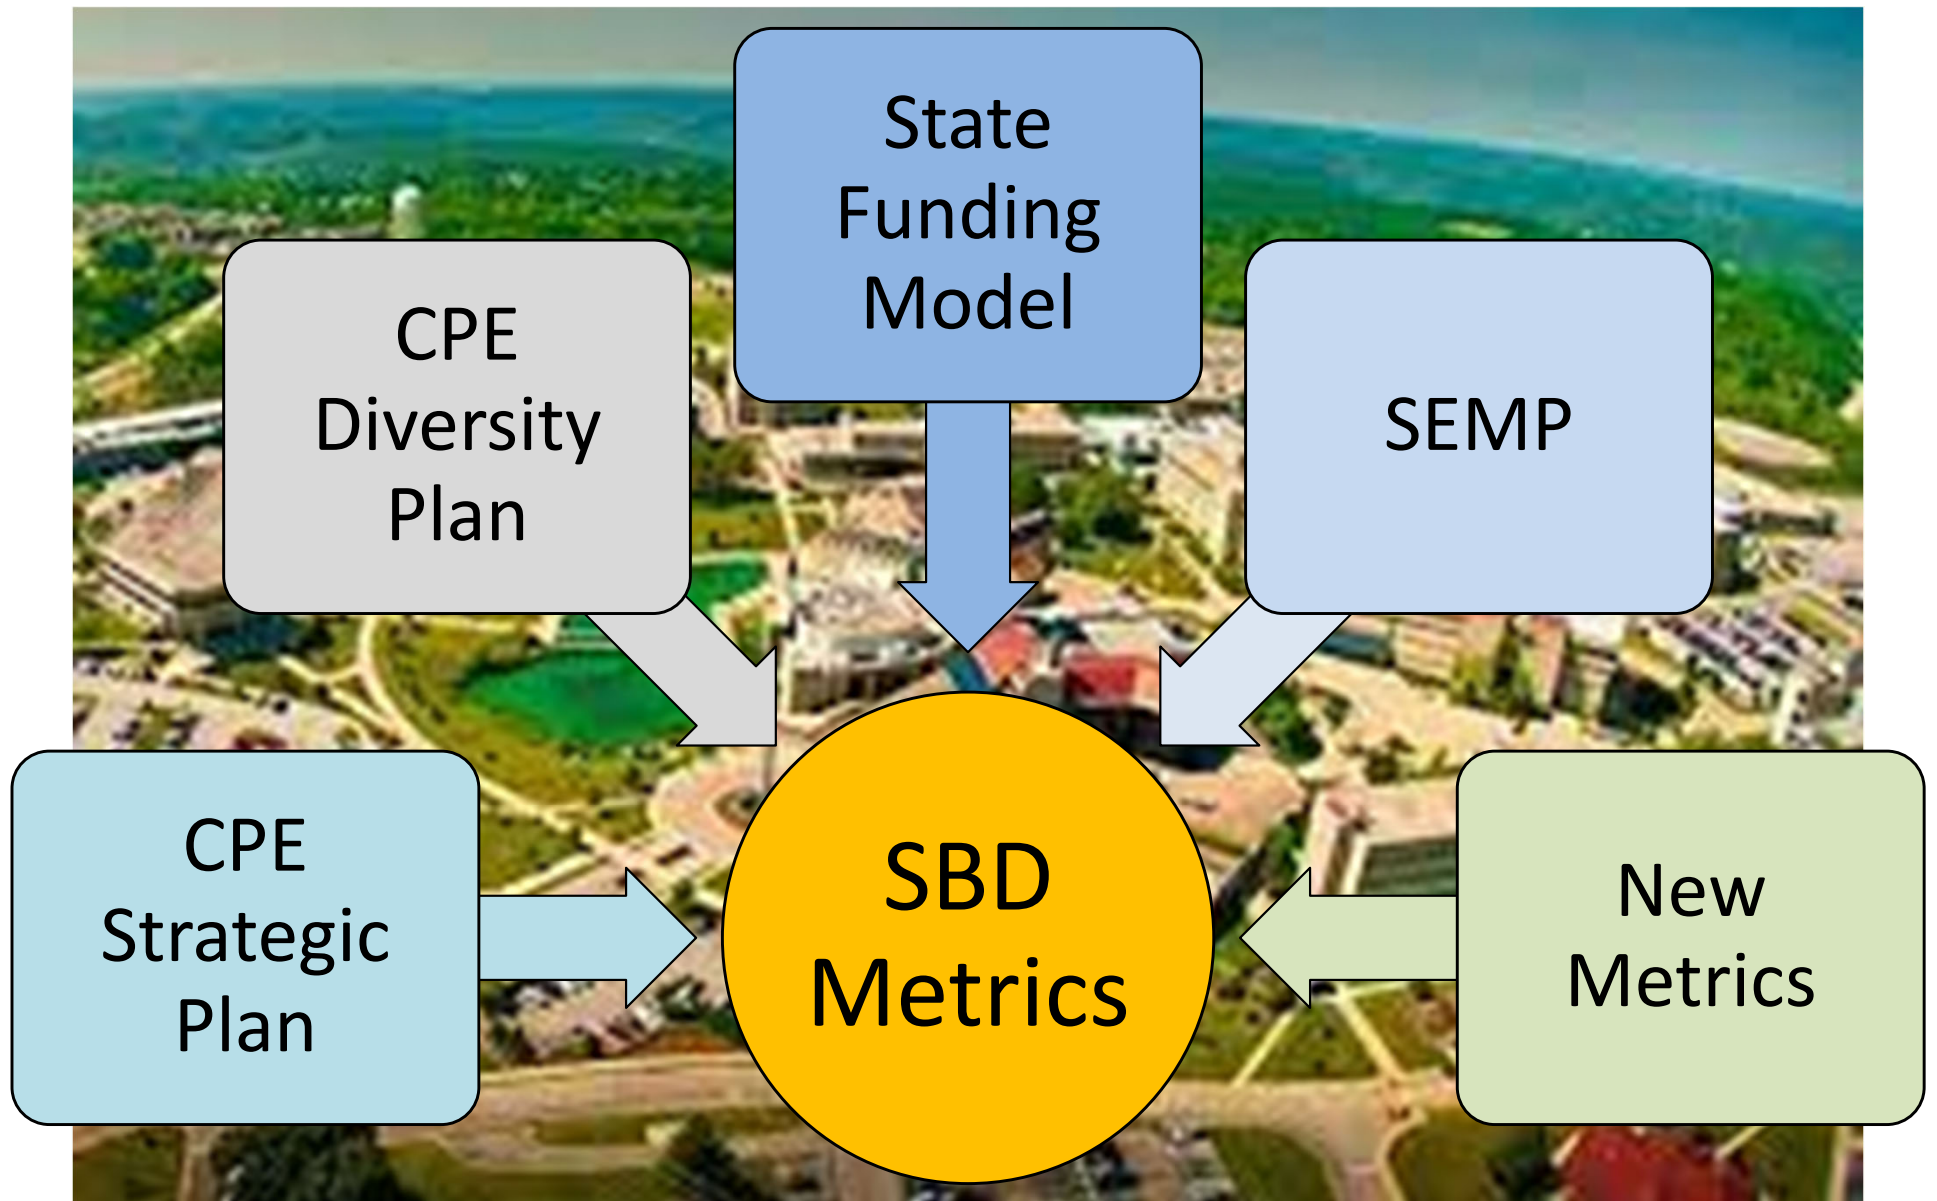 State
Funding
Model
CPE
Diversity
Plan
SEMP
CPE
Strategic
Plan
SBD
Metrics
New
Metrics